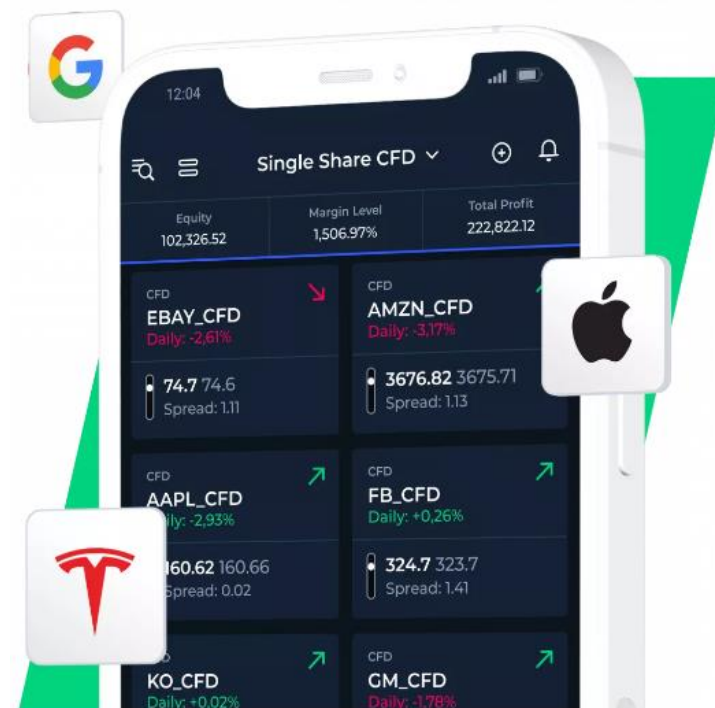 G
12:04
Single Share CFD
Equity
102,326.52
Margin Level
1,506.97%
Total Profit
222,822.12
CFD
EBAY_CFD
Daily: -2,61%
74.7 74.6
Spread: 1.11
CFD
AMZN_CFD
Daily: -3,17%
3676.82 3675.71
Spread: 1.13
CFD
AAPL_CFD
-2,93%
160.66
Spread: 0.02
CFD
FB_CFD
Daily: +0,26%
324.7 323.7
Spread: 1.41
KO_CFD
Daily: +0.02%
CFD
GM_CFD
Daily: -1.78%